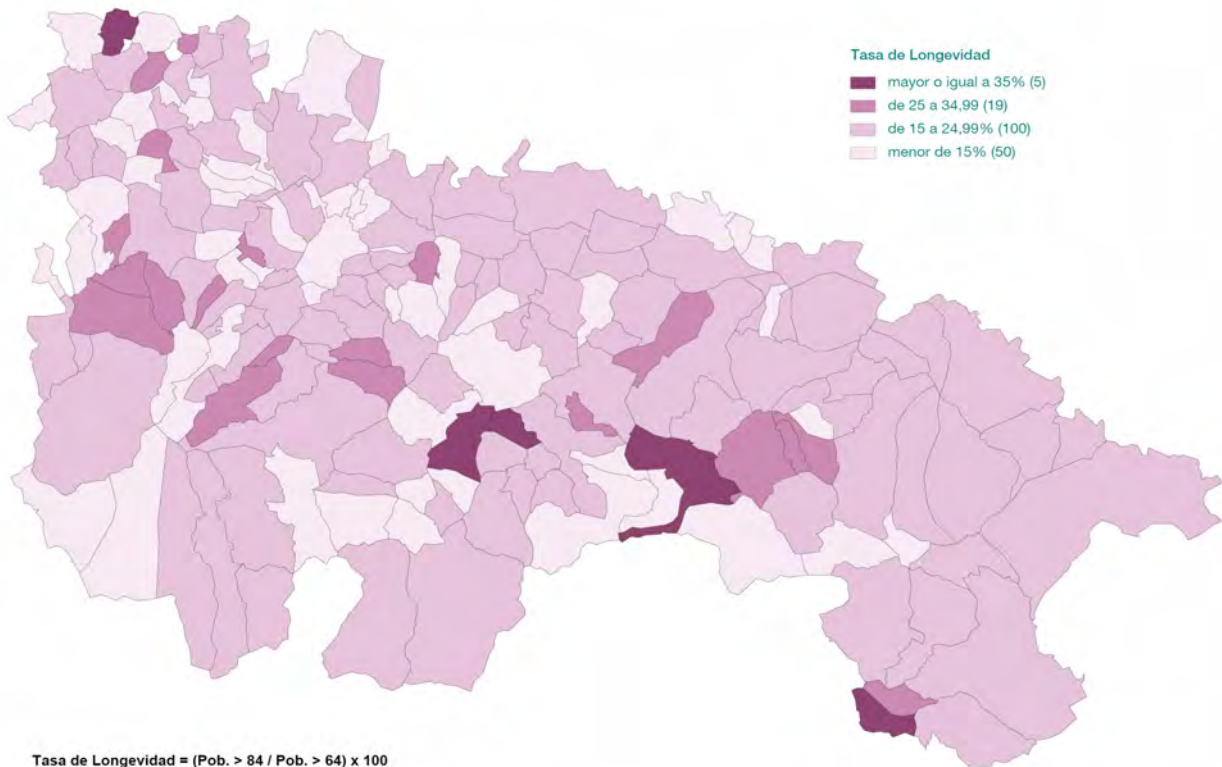 Tasa de Longevidad
mayor o igual a 35% (5)
de 25 a 34,99 (19)
de 15 a 24,99% (100)
menor de 15% (50)
Tasa de Longevidad = (Pob. > 84 / Pob. > 64) x 100